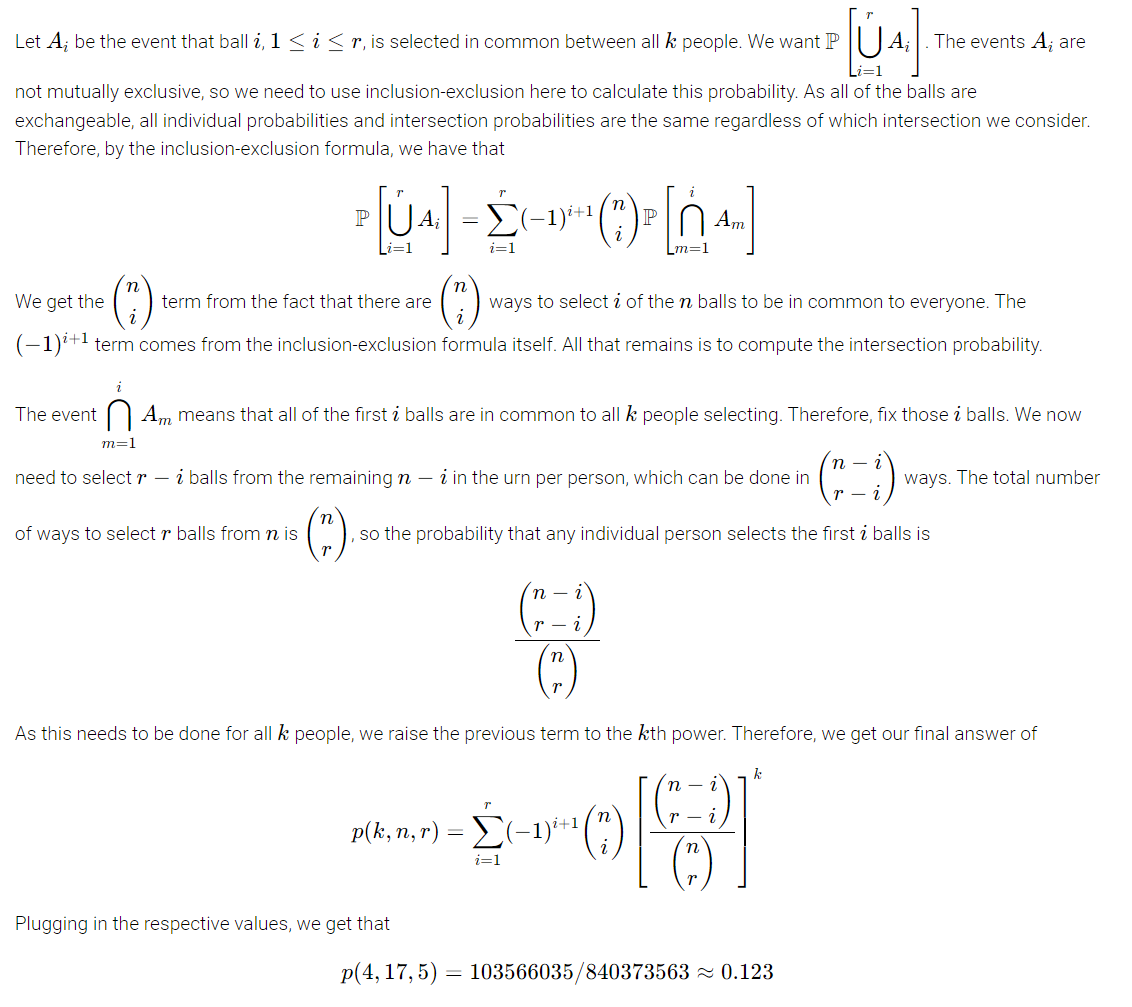 Let $A_i$ be the event that ball $i, 1 \leq i \leq r$, is selected in common between all $k$ people. We want $\mathbb{P}\left[\bigcup_{i=1}^{r} A_i\right]$. The events $A_i$ are
not mutually exclusive, so we need to use inclusion-exclusion here to calculate this probability. As all of the balls are
exchangeable, all individual probabilities and intersection probabilities are the same regardless of which intersection we consider.
Therefore, by the inclusion-exclusion formula, we have that
$\mathbb{P}\left[\bigcup_{i=1}^{r} A_i\right] = \sum_{i=1}^{r} (-1)^{i+1} \binom{n}{i} \mathbb{P}\left[\bigcap_{m=1}^{i} A_m\right]$
We get the $\binom{n}{i}$ term from the fact that there are $\binom{n}{i}$ ways to select $i$ of the $n$ balls to be in common to everyone. The
$(-1)^{i+1}$ term comes from the inclusion-exclusion formula itself. All that remains is to compute the intersection probability.
The event $\bigcap_{m=1}^{i} A_m$ means that all of the first $i$ balls are in common to all $k$ people selecting. Therefore, fix those $i$ balls. We now
need to select $r - i$ balls from the remaining $n - i$ in the urn per person, which can be done in $\binom{n-i}{r-i}$ ways. The total number
of ways to select $r$ balls from $n$ is $\binom{n}{r}$, so the probability that any individual person selects the first $i$ balls is
$\frac{\binom{n-i}{r-i}}{\binom{n}{r}}$
As this needs to be done for all $k$ people, we raise the previous term to the $k$th power. Therefore, we get our final answer of
$p(k, n, r) = \sum_{i=1}^{r} (-1)^{i+1} \binom{n}{i} \left[\frac{\binom{n-i}{r-i}}{\binom{n}{r}}\right]^k$
Plugging in the respective values, we get that
$p(4, 17, 5) = 103566035/840373563 \approx 0.123$